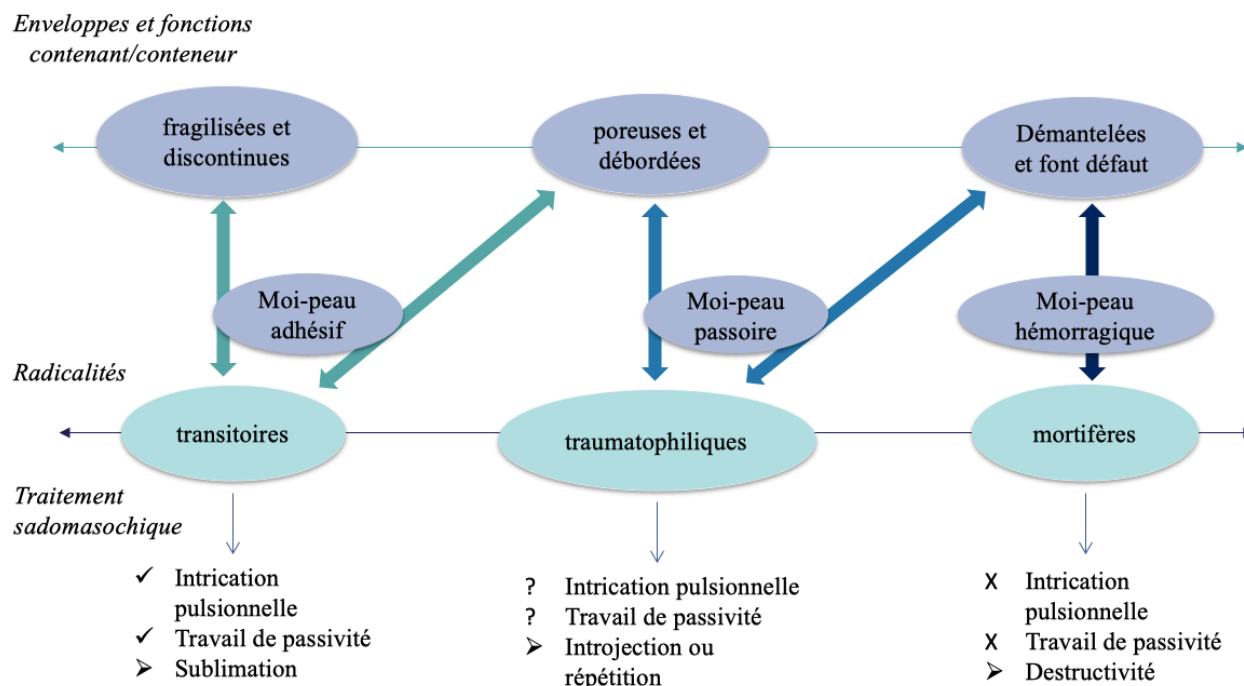 Enveloppes et fonctions
contenant/conteneur
fragilisées et
discontinues
poreuses et
débordées
Démantelées
et font défaut
Moi-peau
adhésif
Moi-peau
passoire
Moi-peau
hémorragique
Radicalités
transitoires
traumatophiliques
mortifères
Traitement
sadomasochique
✓ Intrication
pulsionnelle
✓ Travail de passivité
➢ Sublimation
? Intrication pulsionnelle
? Travail de passivité
➢ Introjection ou
répétition
X Intrication
pulsionnelle
X Travail de passivité
➢ Destructivité